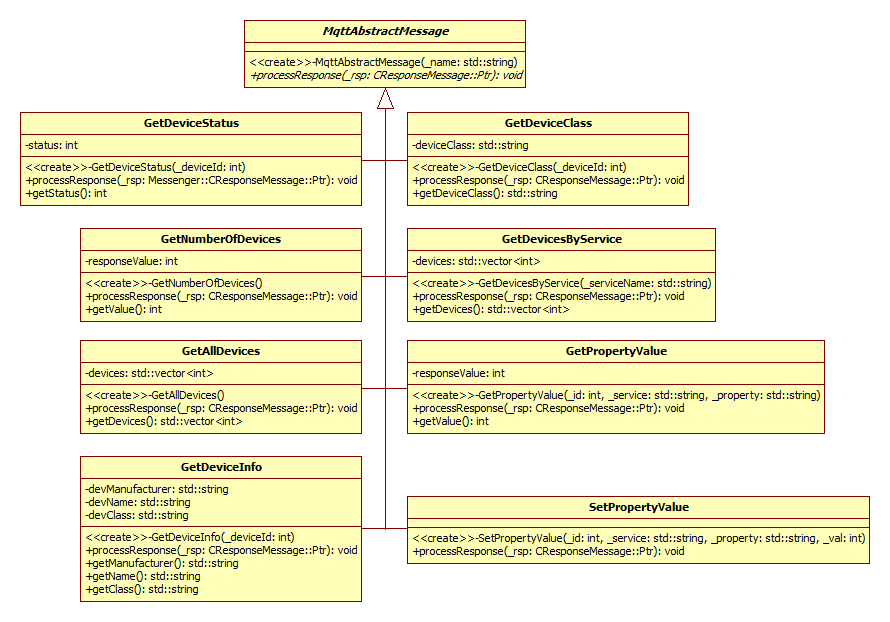 MqttAbstractMessage
<<create>>-MqttAbstractMessage(_name: std::string)
+processResponse(_rsp: CResponseMessage::Ptr): void
GetDeviceStatus
-status: int
<<create>>-GetDeviceStatus(_deviceId: int)
+processResponse(_rsp: Messenger::CResponseMessage::Ptr): void
+getStatus(): int
GetDeviceClass
-deviceClass: std::string
<<create>>-GetDeviceClass(_deviceId: int)
+processResponse(_rsp: CResponseMessage::Ptr): void
+getDeviceClass(): std::string
GetNumberOfDevices
-responseValue: int
<<create>>-GetNumberOfDevices()
+processResponse(_rsp: CResponseMessage::Ptr): void
+getValue(): int
GetDevicesByService
-devices: std::vector<int>
<<create>>-GetDevicesByService(_serviceName: std::string)
+processResponse(_rsp: CResponseMessage::Ptr): void
+getDevices(): std::vector<int>
GetAllDevices
-devices: std::vector<int>
<<create>>-GetAllDevices()
+processResponse(_rsp: CResponseMessage::Ptr): void
+getDevices(): std::vector<int>
GetPropertyValue
-responseValue: int
<<create>>-GetPropertyValue(_id: int, _service: std::string, _property: std::string)
+processResponse(_rsp: CResponseMessage::Ptr): void
+getValue(): int
GetDeviceInfo
-devManufacturer: std::string
-devName: std::string
-devClass: std::string
<<create>>-GetDeviceInfo(_deviceId: int)
+processResponse(_rsp: CResponseMessage::Ptr): void
+getManufacturer(): std::string
+getName(): std::string
+getClass(): std::string
SetPropertyValue
<<create>>-SetPropertyValue(_id: int, _service: std::string, _property: std::string, _val: int)
+processResponse(_rsp: CResponseMessage::Ptr): void